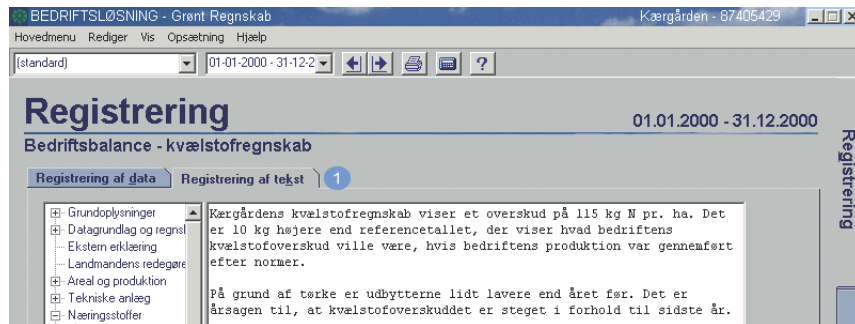 BEDRIFTSLØSNING - Grønt Regnskab
Kærgården - 87405429
Hovedmenu Rediger Vis Opsætning Hjælp
(standard)
01-01-2000 - 31-12-2
?
Registrering
01.01.2000 - 31.12.2000
Bedriftsbalance - kvælstofregnskab
Registrering
Registrering af data
Registrering af tekst
1
Grundoplysninger
Datagrundlag og regnsl
Ekstern erklæring
Landmandens redegøre
Areal og produktion
Tekniske anlæg
Næringsstoffer
Kærgårdens kvælstofregnskab viser et overskud på 115 kg N pr. ha. Det
er 10 kg højere end referencetallet, der viser hvad bedriftens
kvælstofoverskud ville være, hvis bedriftens produktion var gennemført
efter normer.
På grund af tørke er udbytterne lidt lavere end året før. Det er
årsagen til, at kvælstofoverskuddet er steget i forhold til sidste år.